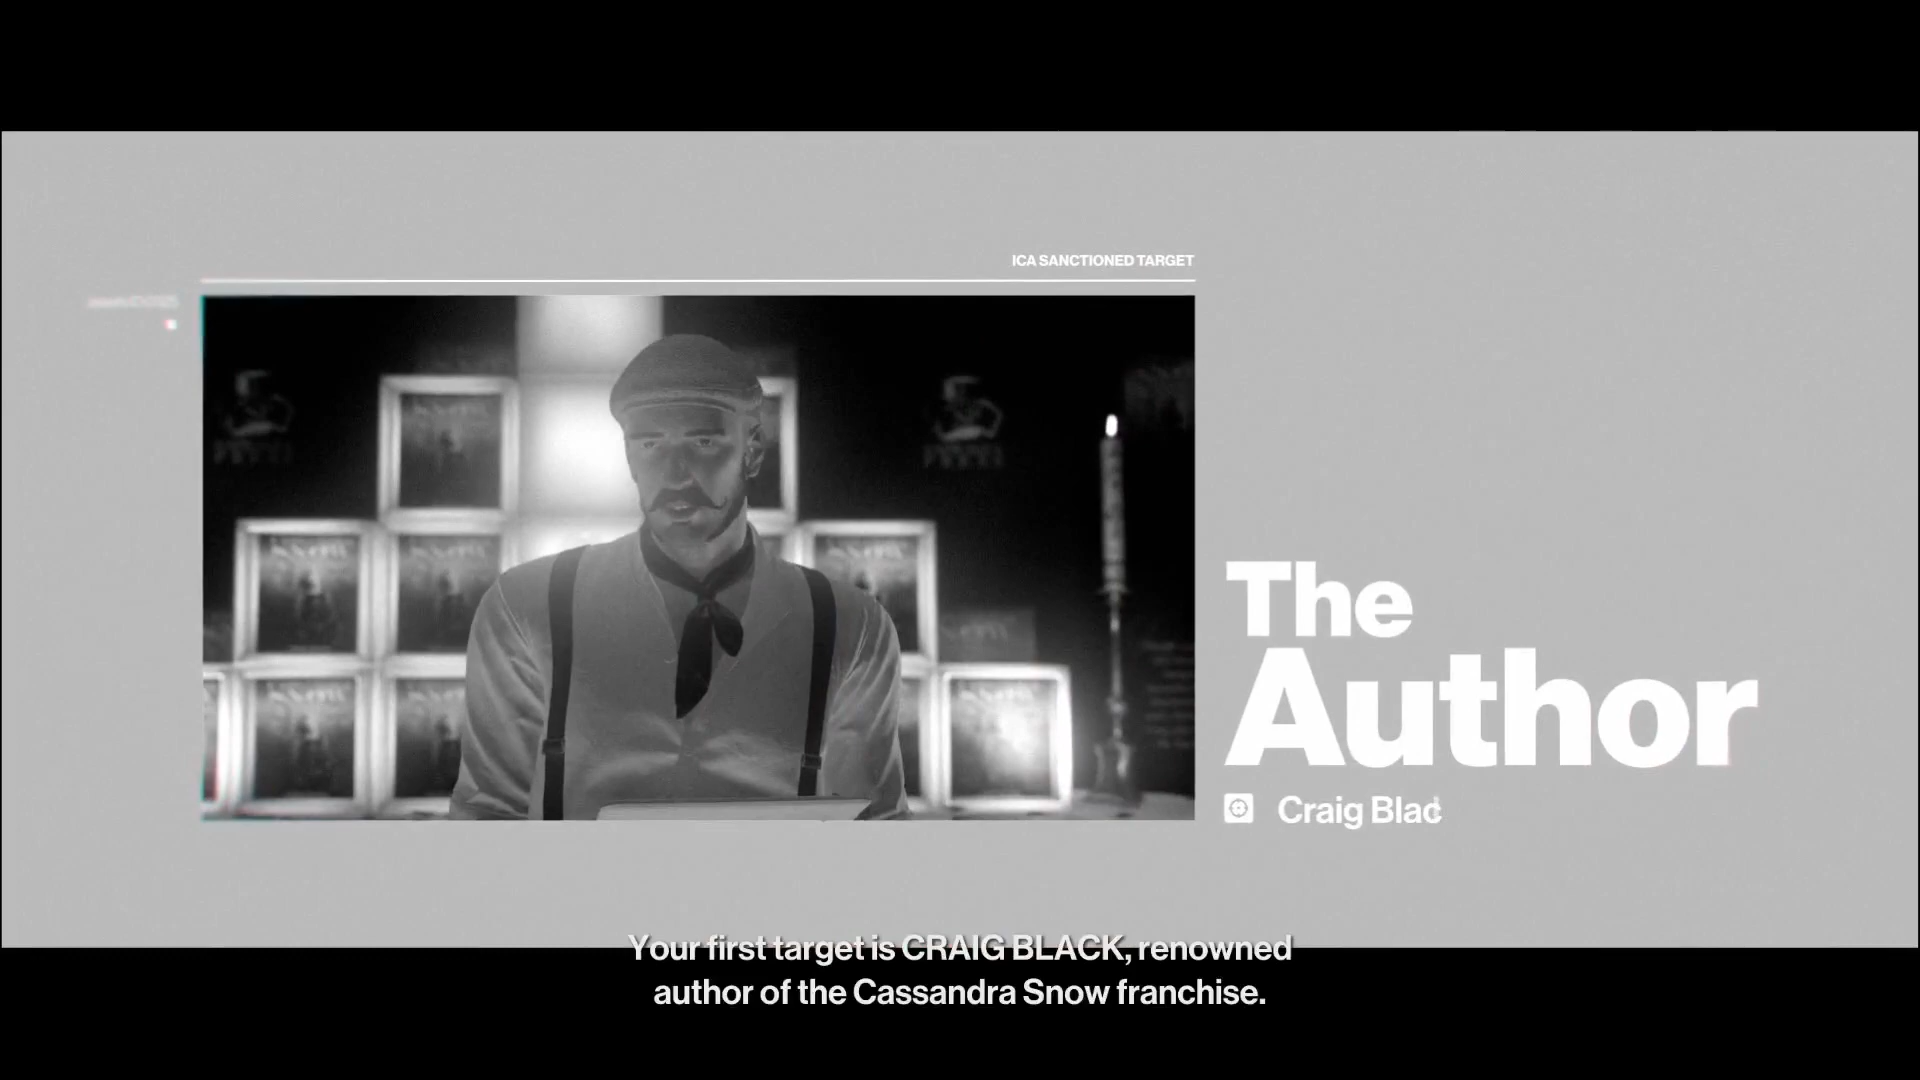 ICA SANCTIONED TARGET
The
Author
Craig Blac
Your first target is CRAIG BLACK, renowned
author of the Cassandra Snow franchise.